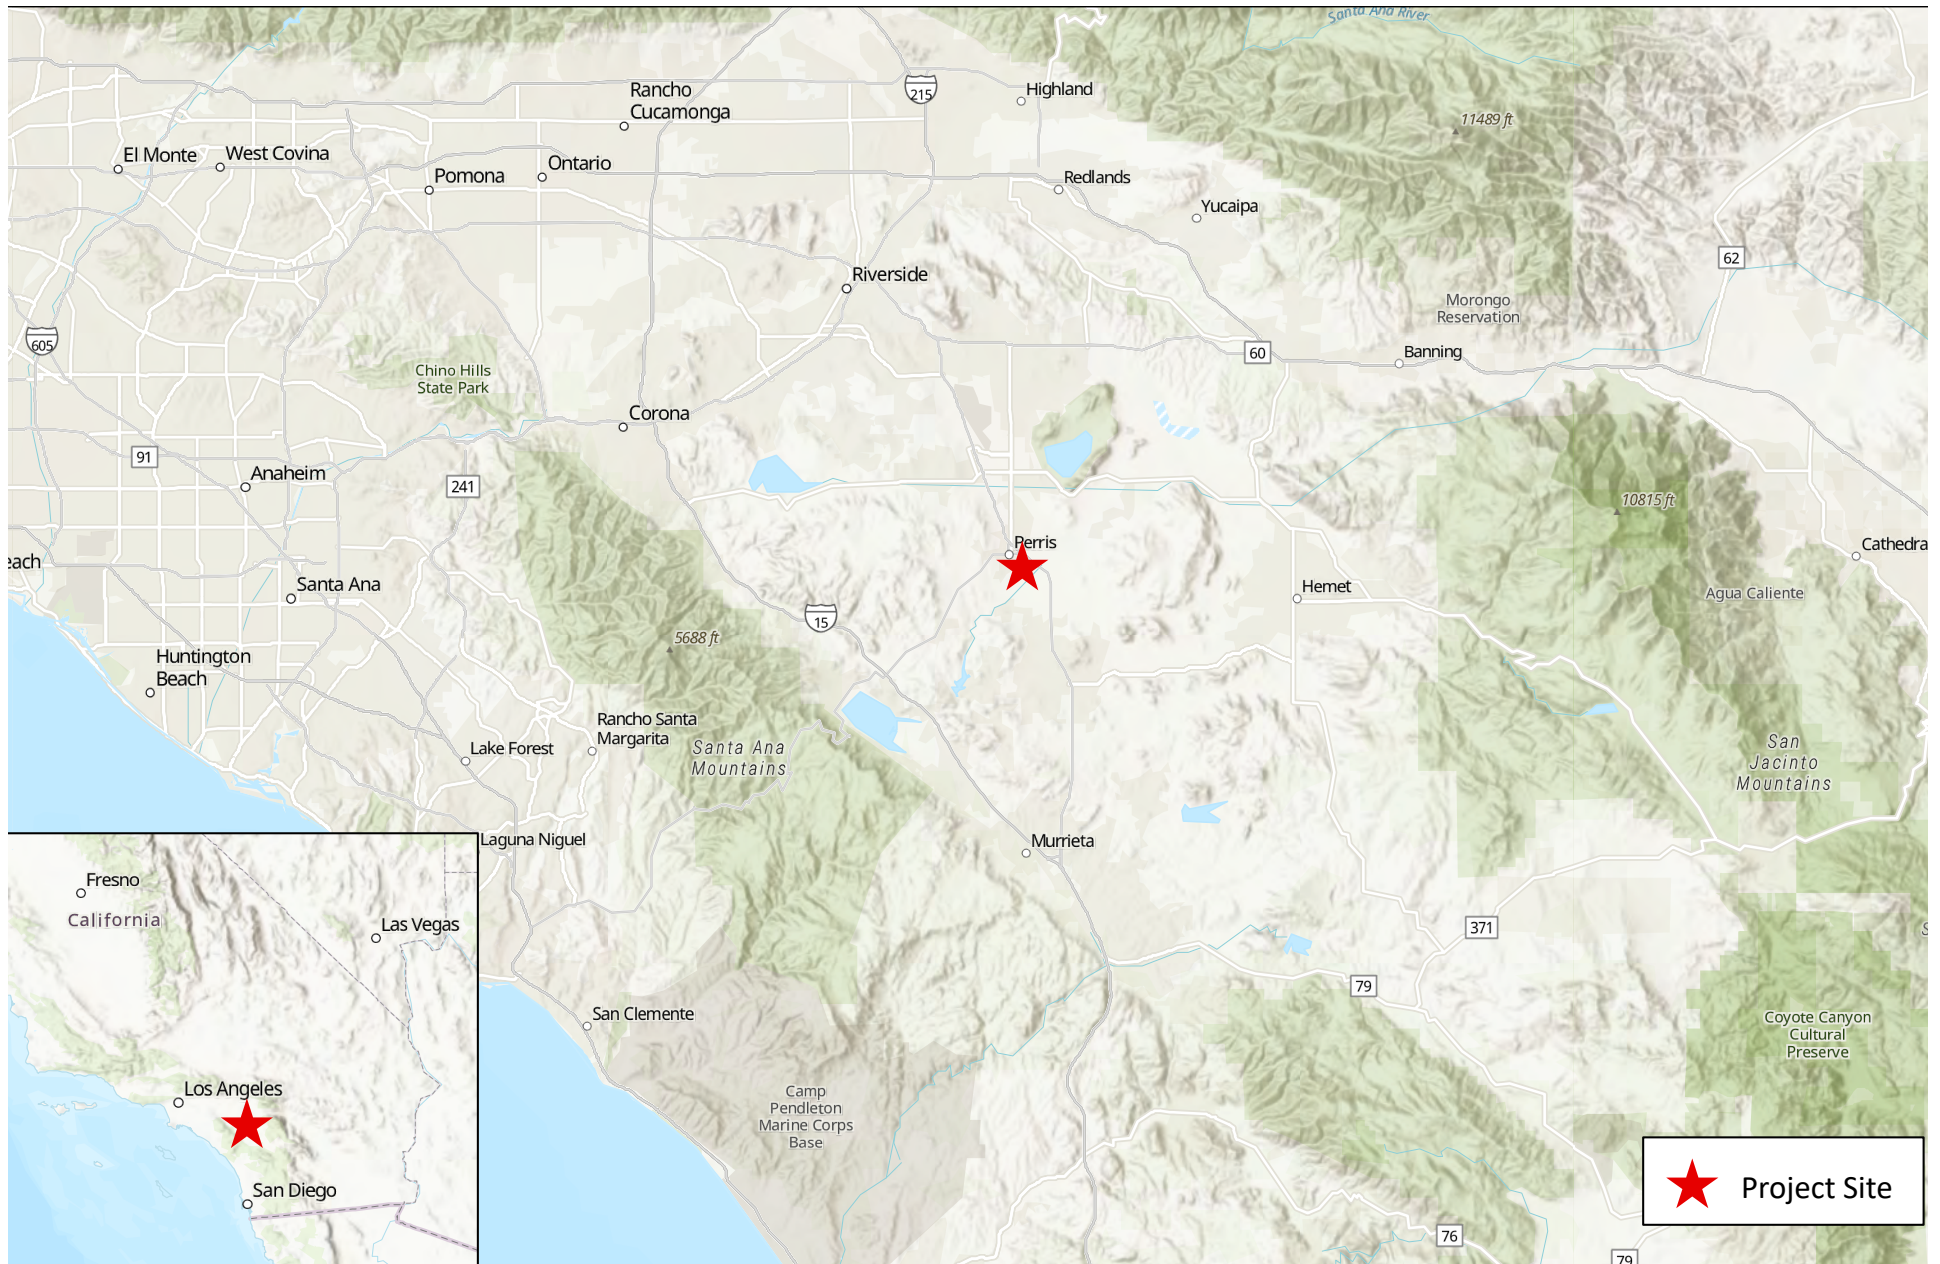 Santa Ana River
Rancho
Cucamonga
215
Highland
11489 ft
El Monte
West Covina
Pomona
Ontario
Redlands
Yucaipa
62
Riverside
Morongo
Reservation
605
60
Banning
Chino Hills
State Park
Corona
91
Anaheim
241
10815 ft
Perris
Cathedra
each
Santa Ana
Hemet
Agua Caliente
15
5688 ft
Huntington
Beach
Rancho Santa
Margarita
Lake Forest
Santa Ana
Mountains
San
Jacinto
Mountains
Laguna Niguel
Murrieta
Fresno
California
Las Vegas
371
S
79
San Clemente
Coyote Canyon
Cultural
Preserve
Los Angeles
Camp
Pendleton
Marine Corps
Base
San Diego
Project Site
76
79